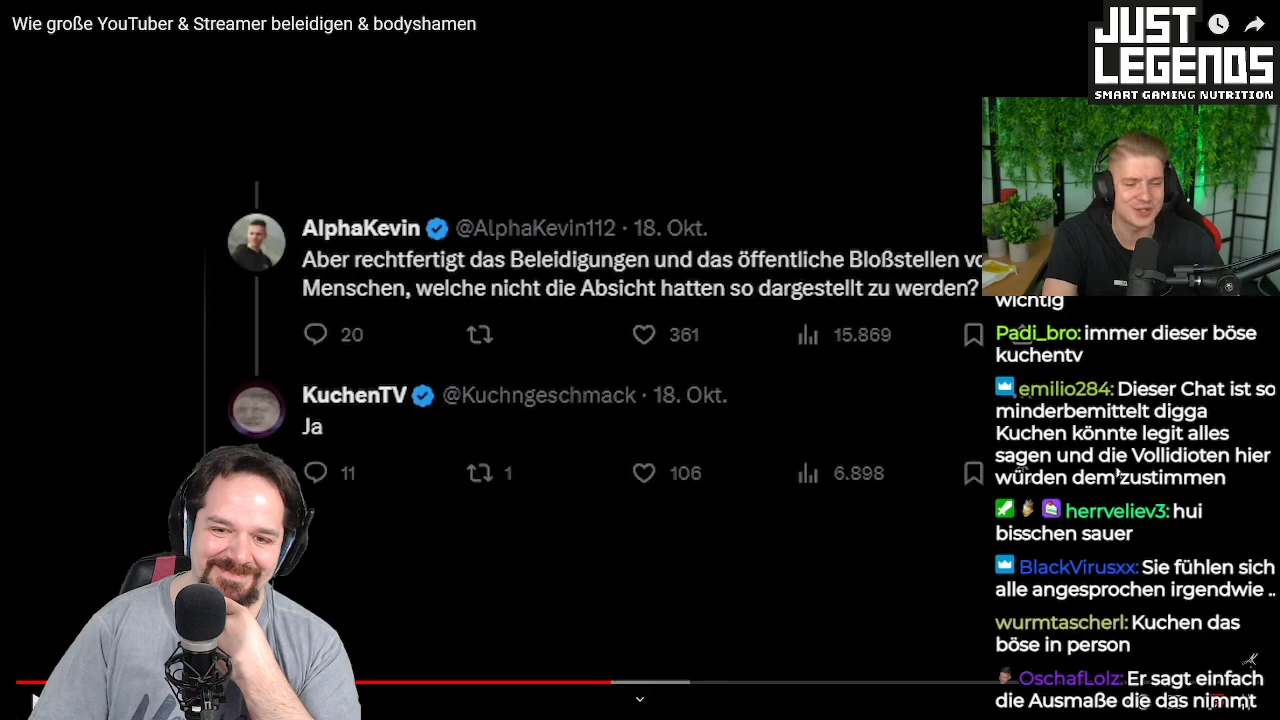 Wie große YouTuber & Streamer beleidigen & bodyshamen
JUST
LEGENDS
SMART GAMING NUTRITION
AlphaKevin @AlphaKevin112 · 18. Okt.
Aber rechtfertigt das Beleidigungen und das öffentliche Bloßstellen
Menschen, welche nicht die Absicht hatten so dargestellt zu werden?
20 361 15.869
KuchenTV @Kuchngeschmack · 18. Okt.
Ja
11 1 106 6.898
wichtig
Padi_bro: immer dieser böse
kuchentv
emilio284: Dieser Chat ist so
minderbemittelt digga
Kuchen könnte legit alles
sagen und die Vollidioten hier
würden dem zustimmen
herrveliev3: hui
bisschen sauer
BlackVirusxx: Sie fühlen sich
alle angesprochen irgendwie ..
wurmtascherl: Kuchen das
böse in person
OschafLolz: Er sagt einfach
die Ausmaße die das nimmt